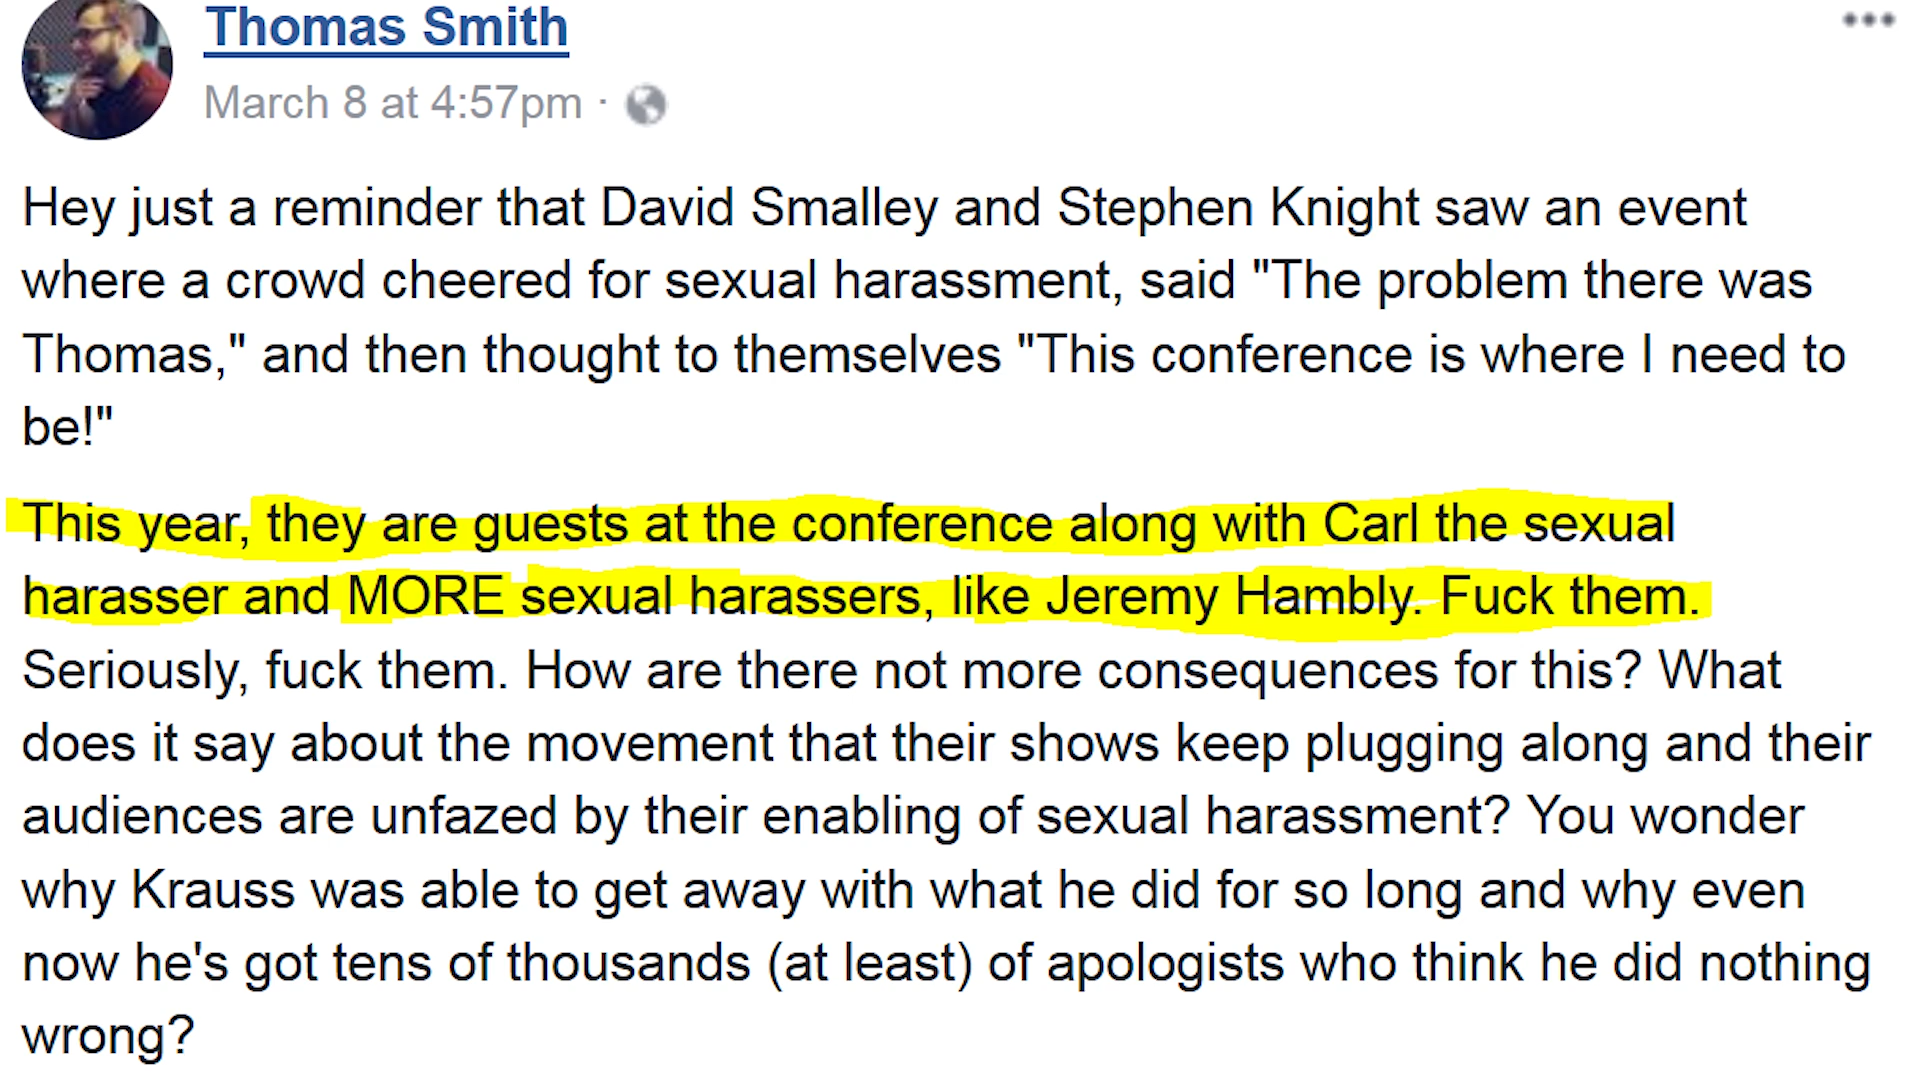 Thomas Smith
March 8 at 4:57pm ·
Hey just a reminder that David Smalley and Stephen Knight saw an event
where a crowd cheered for sexual harassment, said "The problem there was
Thomas," and then thought to themselves "This conference is where I need to
be!"
This year, they are guests at the conference along with Carl the sexual
harasser and MORE sexual harassers, like Jeremy Hambly. Fuck them.
Seriously, fuck them. How are there not more consequences for this? What
does it say about the movement that their shows keep plugging along and their
audiences are unfazed by their enabling of sexual harassment? You wonder
why Krauss was able to get away with what he did for so long and why even
now he's got tens of thousands (at least) of apologists who think he did nothing
wrong?